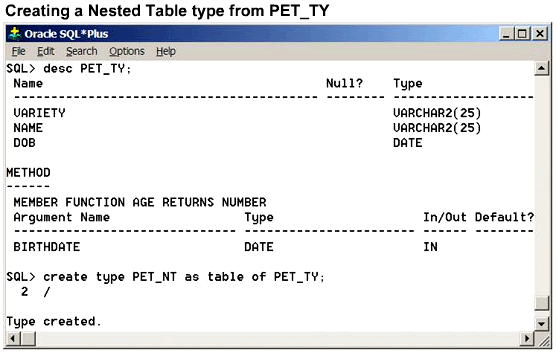 Creating a Nested Table type from PET_TY
Oracle SQL*Plus
File Edit Search Options Help
SQL> desc PET_TY;
Name Null? Type
----------------------------------------- -------- -------------------
VARIETY VARCHAR2(25)
NAME VARCHAR2(25)
DOB DATE
METHOD
------
MEMBER FUNCTION AGE RETURNS NUMBER
Argument Name Type In/Out Default?
------------------------------ ----------------------- ------ --------
BIRTHDATE DATE IN
SQL> create type PET_NT as table of PET_TY;
2 /
Type created.